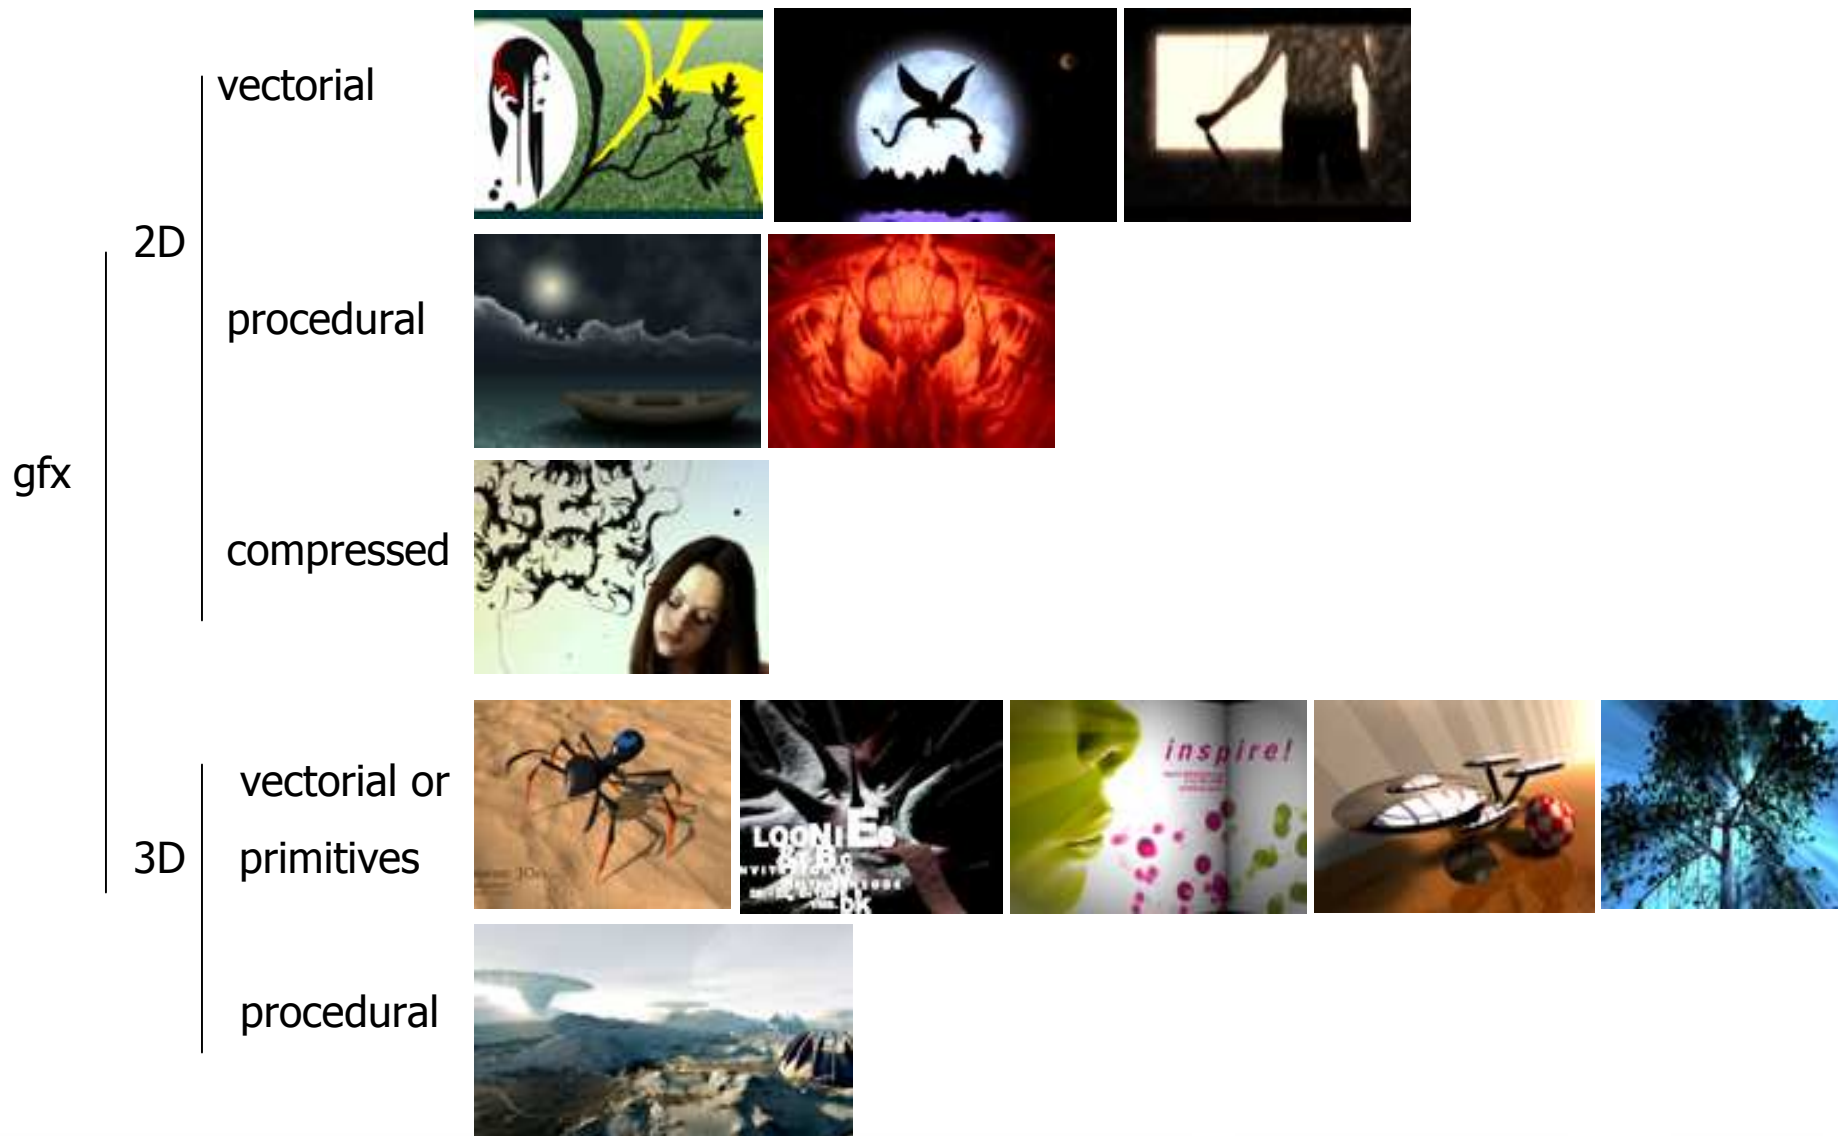 gfx
2D
vectorial
procedural
compressed
3D
vectorial or
primitives
inspire!
LOONIES
procedural